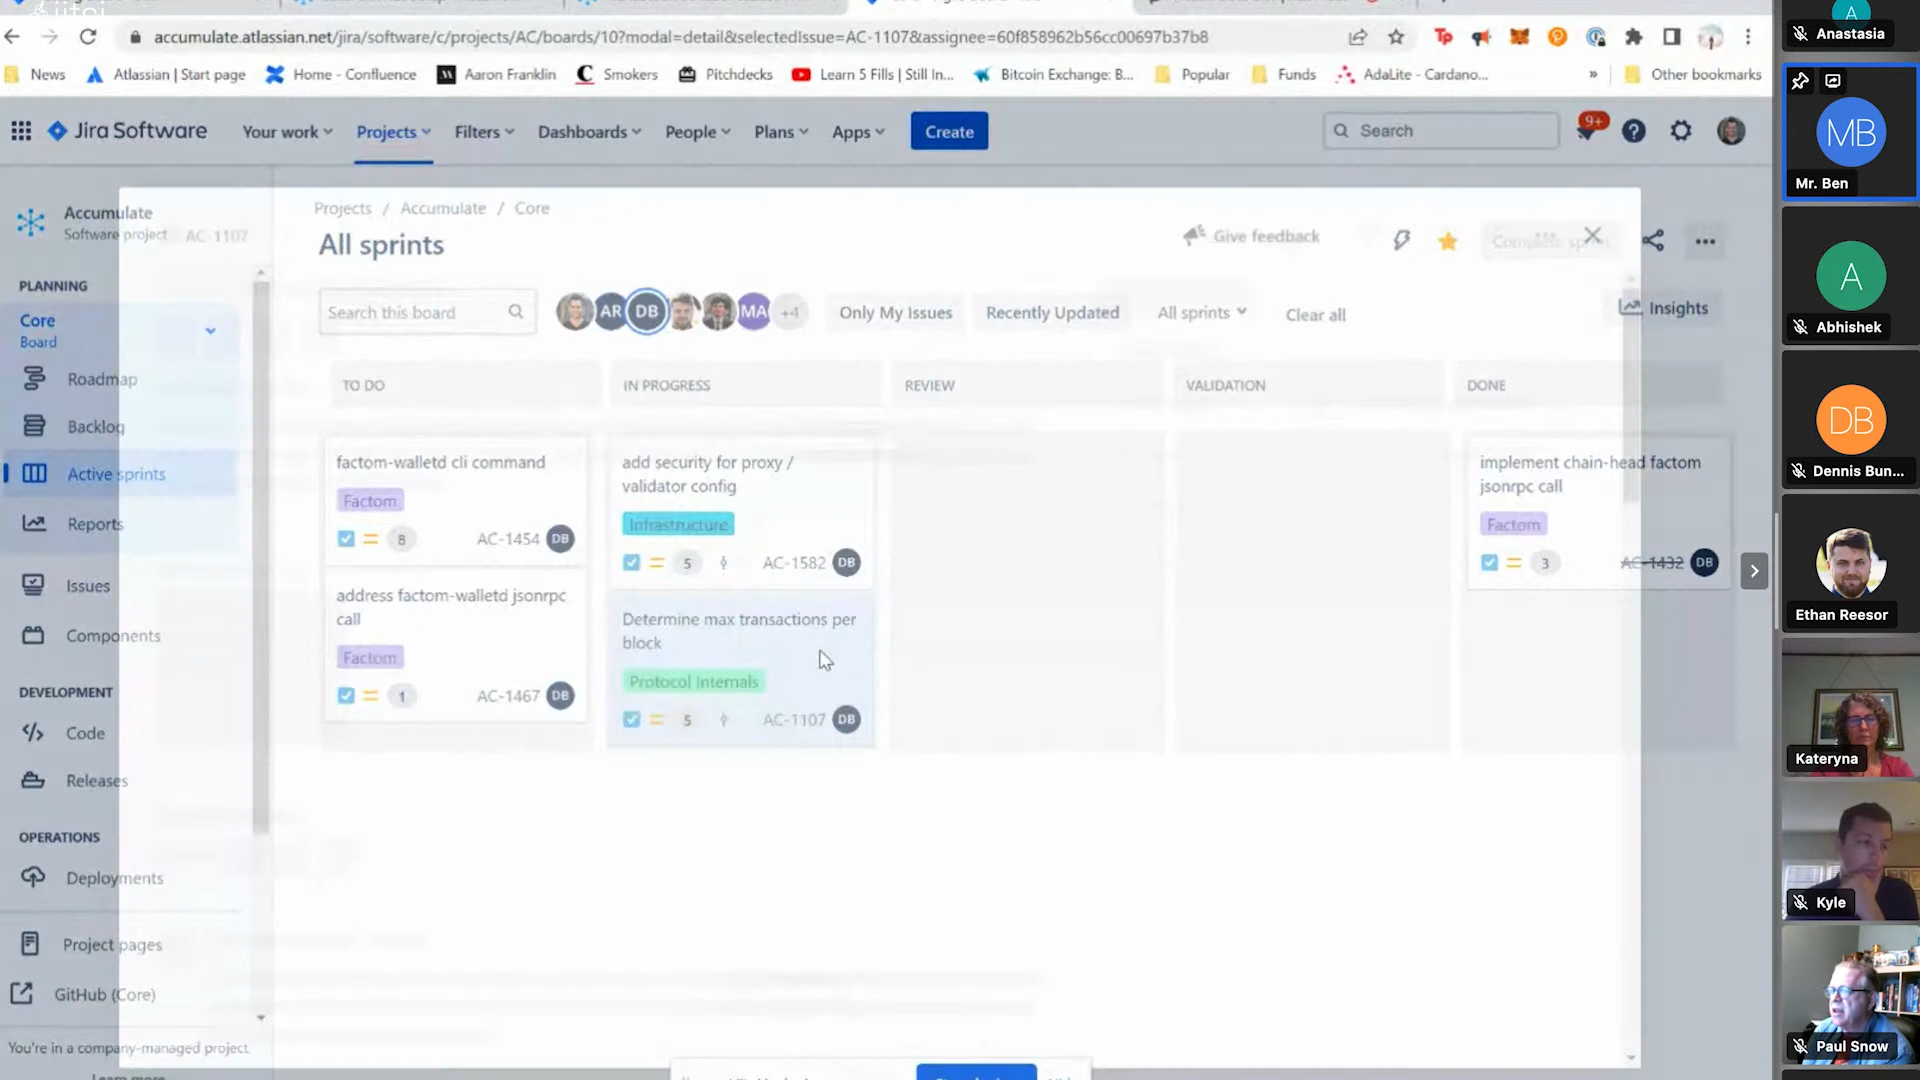 accumulate.atlassian.net/jira/software/c/projects/AC/boards/10?modal=detail&selectedIssue=AC-1107&assignee=60f858962b56cc00697b37b8
News
Atlassian | Start page
Home - Confluence
Aaron Franklin
Smokers
Pitchdecks
Learn 5 Fills | Still In...
Bitcoin Exchange: B...
Popular
Funds
AdaLite - Cardano...
»
Other bookmarks
Jira Software
Your work
Projects
Filters
Dashboards
People
Plans
Apps
Create
Search
9+
Accumulate
Software project
AC-1107
PLANNING
Core
Board
Roadmap
Backlog
Active sprints
Reports
Issues
Components
DEVELOPMENT
Code
Releases
OPERATIONS
Deployments
Project pages
GitHub (Core)
You're in a company-managed project
Learn more
Projects / Accumulate / Core
All sprints
Give feedback
Search this board
AR
DB
MA
+4
Only My Issues
Recently Updated
All sprints
Clear all
Insights
TO DO
IN PROGRESS
REVIEW
VALIDATION
DONE
factom-walletd cli command
Factom
8
AC-1454
DB
address factom-walletd jsonrpc
call
Factom
1
AC-1467
DB
add security for proxy /
validator config
Infrastructure
5
AC-1582
DB
Determine max transactions per
block
Protocol Internals
5
AC-1107
DB
implement chain-head factom
jsonrpc call
Factom
3
AC-1432
DB
A
Anastasia
MB
Mr. Ben
A
Abhishek
DB
Dennis Bun...
Ethan Reesor
Kateryna
Kyle
Paul Snow